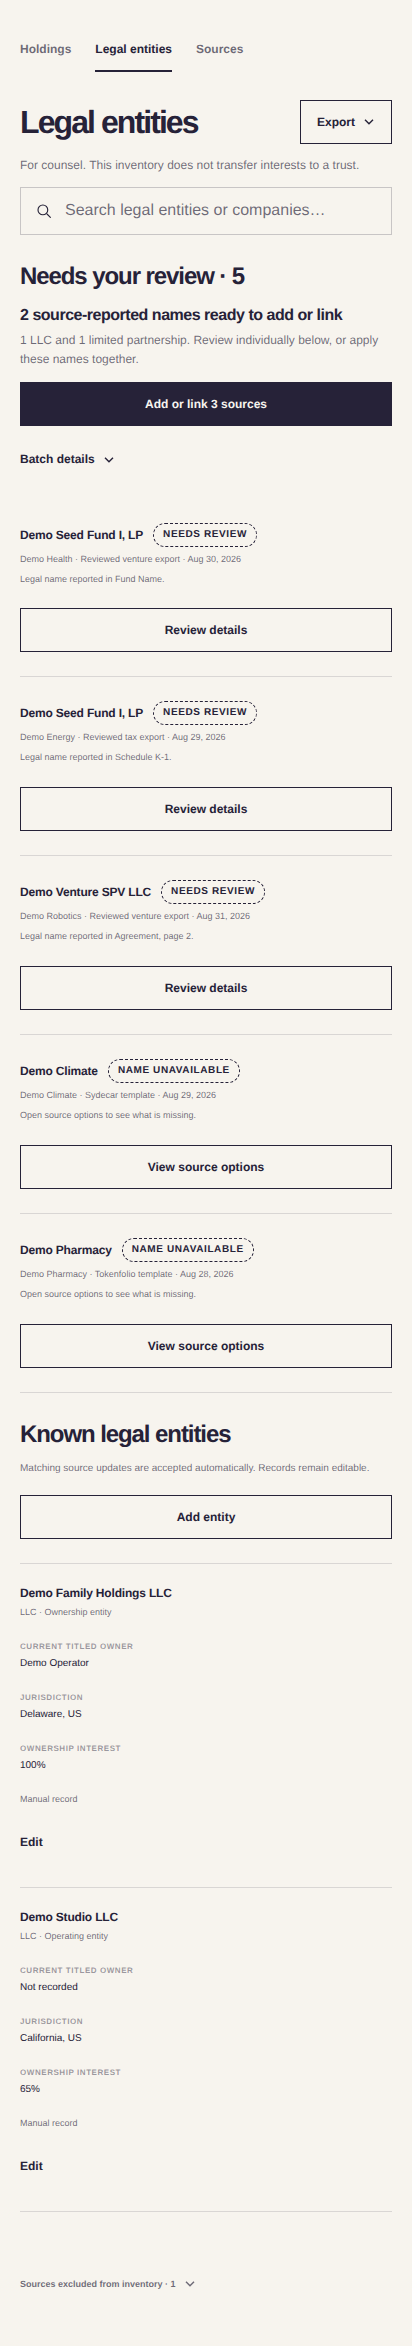 Holdings Legal entities Sources
Legal entities
Export
For counsel. This inventory does not transfer interests to a trust.
Search legal entities or companies…
Needs your review · 5
2 source-reported names ready to add or link
1 LLC and 1 limited partnership. Review individually below, or apply
these names together.
Add or link 3 sources
Batch details
Demo Seed Fund I, LP NEEDS REVIEW
Demo Health · Reviewed venture export · Aug 30, 2026
Legal name reported in Fund Name.
Review details
Demo Seed Fund I, LP NEEDS REVIEW
Demo Energy · Reviewed tax export · Aug 29, 2026
Legal name reported in Schedule K-1.
Review details
Demo Venture SPV LLC NEEDS REVIEW
Demo Robotics · Reviewed venture export · Aug 31, 2026
Legal name reported in Agreement, page 2.
Review details
Demo Climate NAME UNAVAILABLE
Demo Climate · Sydecar template · Aug 29, 2026
Open source options to see what is missing.
View source options
Demo Pharmacy NAME UNAVAILABLE
Demo Pharmacy · Tokenfolio template · Aug 28, 2026
Open source options to see what is missing.
View source options
Known legal entities
Matching source updates are accepted automatically. Records remain editable.
Add entity
Demo Family Holdings LLC
LLC · Ownership entity
CURRENT TITLED OWNER
Demo Operator
JURISDICTION
Delaware, US
OWNERSHIP INTEREST
100%
Manual record
Edit
Demo Studio LLC
LLC · Operating entity
CURRENT TITLED OWNER
Not recorded
JURISDICTION
California, US
OWNERSHIP INTEREST
65%
Manual record
Edit
Sources excluded from inventory · 1